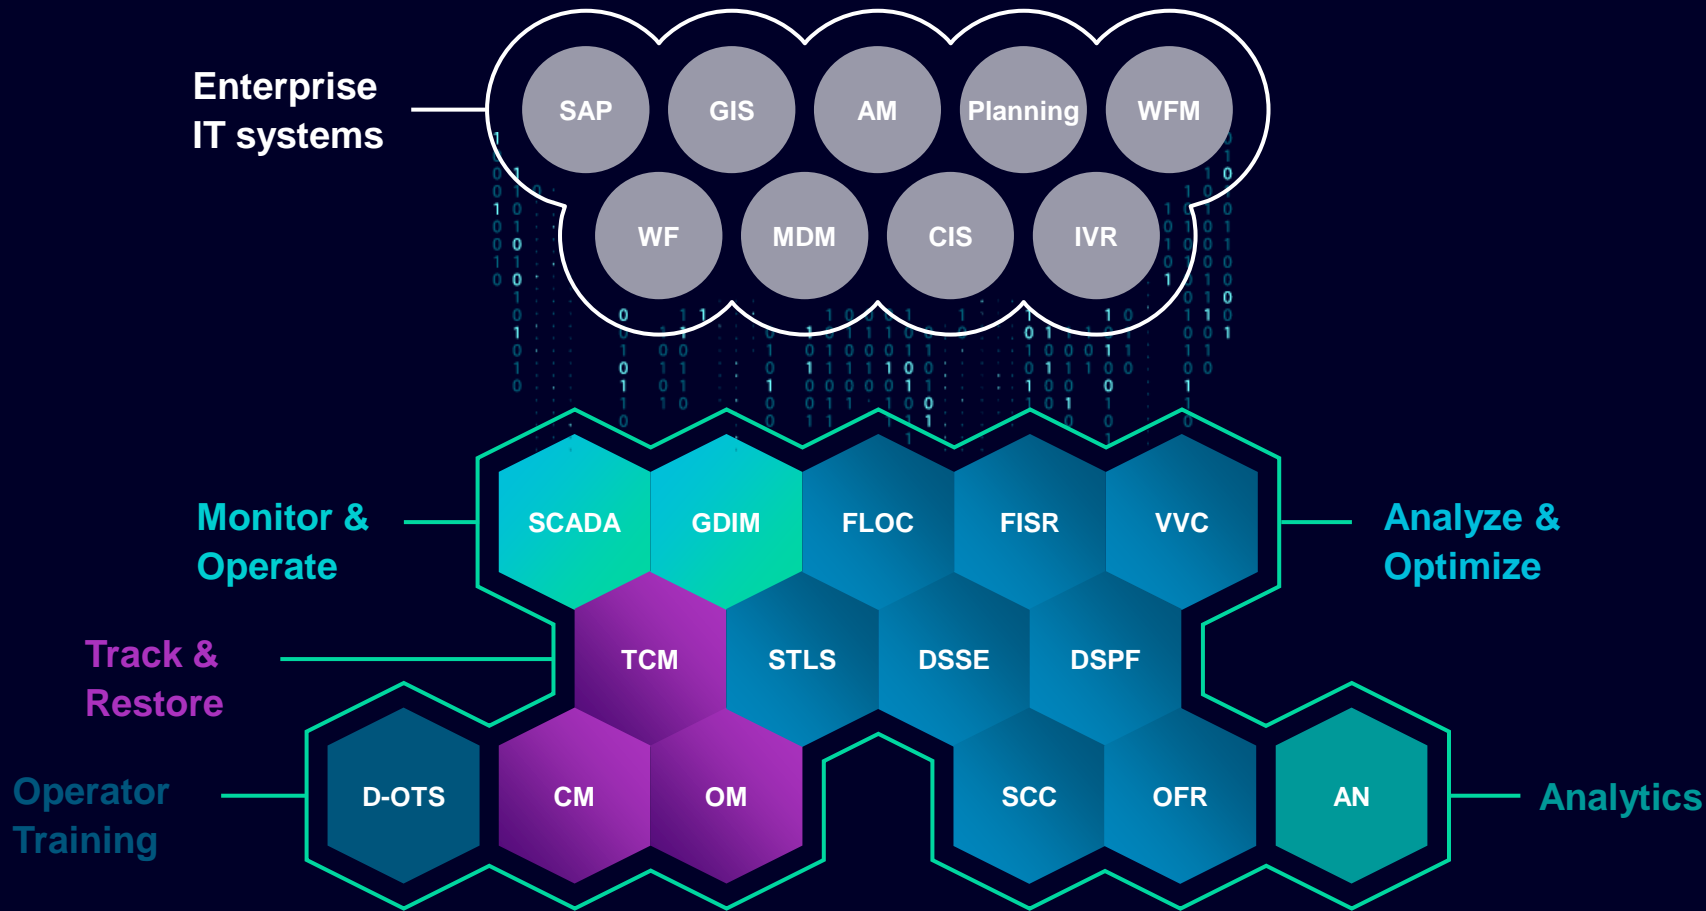 Enterprise
IT systems
SAP
GIS
AM
Planning
WFM
WF
MDM
CIS
IVR
Monitor &
Operate
SCADA
GDIM
FLOC
FISR
VVC
Analyze &
Optimize
Track &
Restore
TCM
STLS
DSSE
DSPF
Operator
Training
D-OTS
CM
OM
SCC
OFR
AN
Analytics